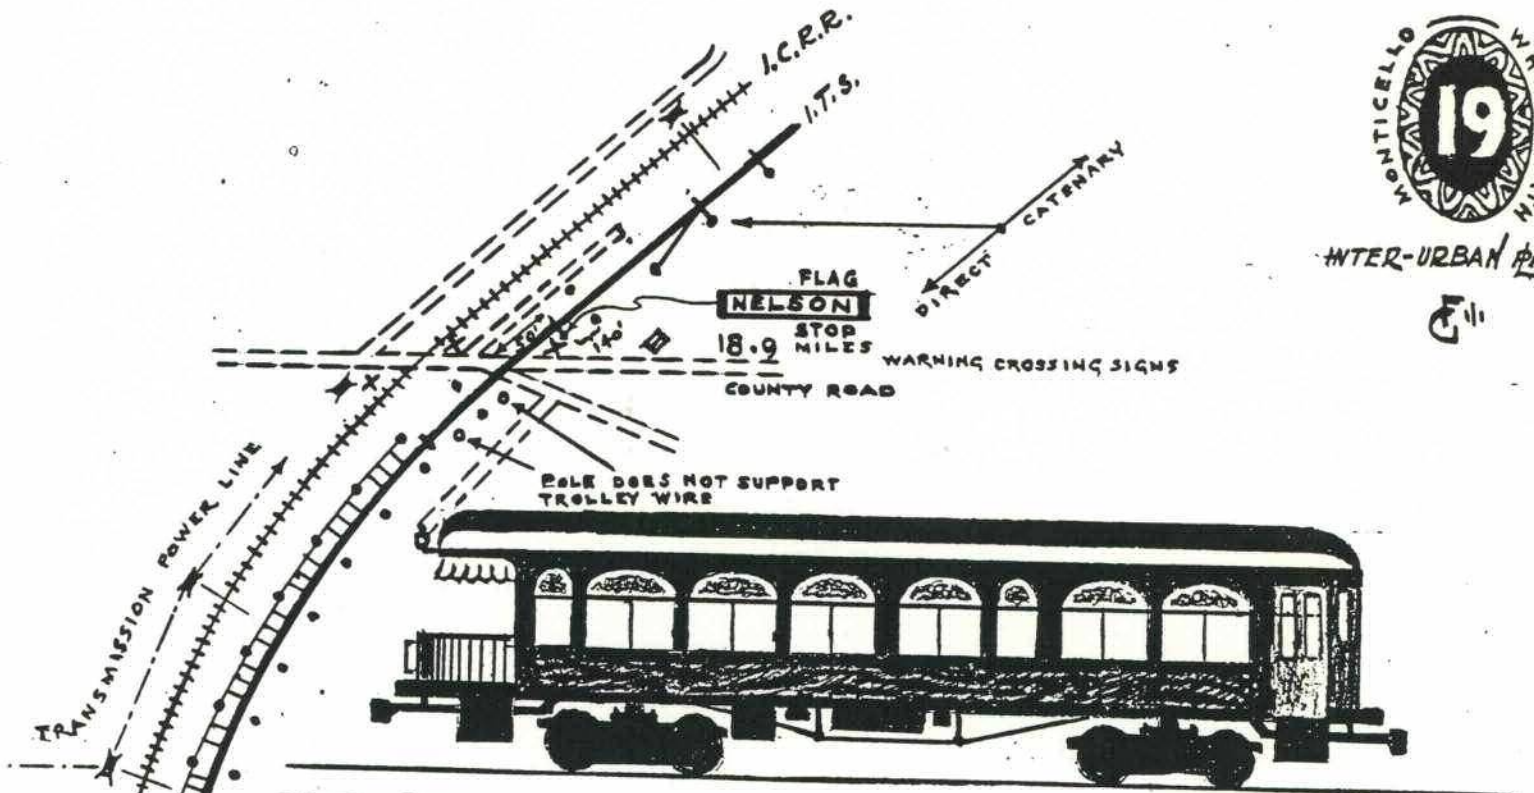 I.C.R.R.
I.T.S.
MONTICELLO
19
INTER-URBAN
CATENARY
DIRECT
FLAG
NELSON
STOP
18.9 MILES
50'
140'
WARNING CROSSING SIGNS
COUNTY ROAD
POLE DOES NOT SUPPORT
TROLLEY WIRE
TRANSMISSION POWER LINE